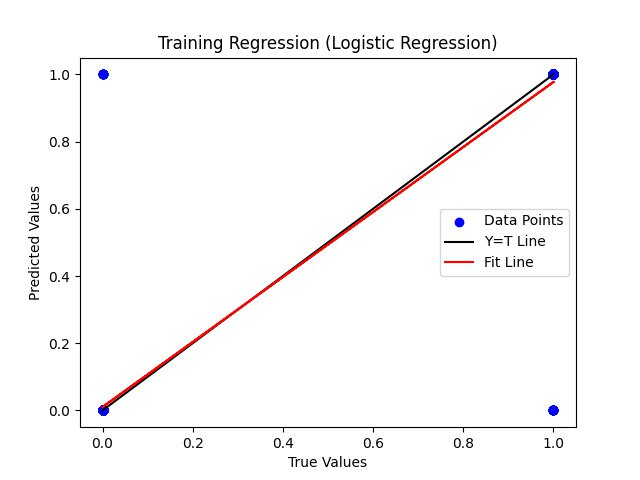 Training Regression (Logistic Regression)
1.0
0.8
0.6
0.4
0.2
0.0
Predicted Values
Data Points
Y=T Line
Fit Line
0.0 0.2 0.4 0.6 0.8 1.0
True Values